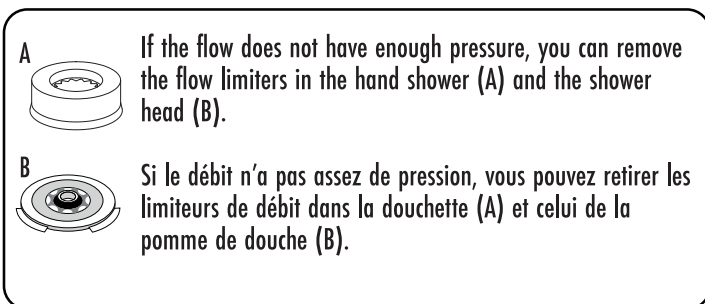 A
If the flow does not have enough pressure, you can remove
the flow limiters in the hand shower (A) and the shower
head (B).
B
Si le débit n'a pas assez de pression, vous pouvez retirer les
limiteurs de débit dans la douchette (A) et celui de la
pomme de douche (B).